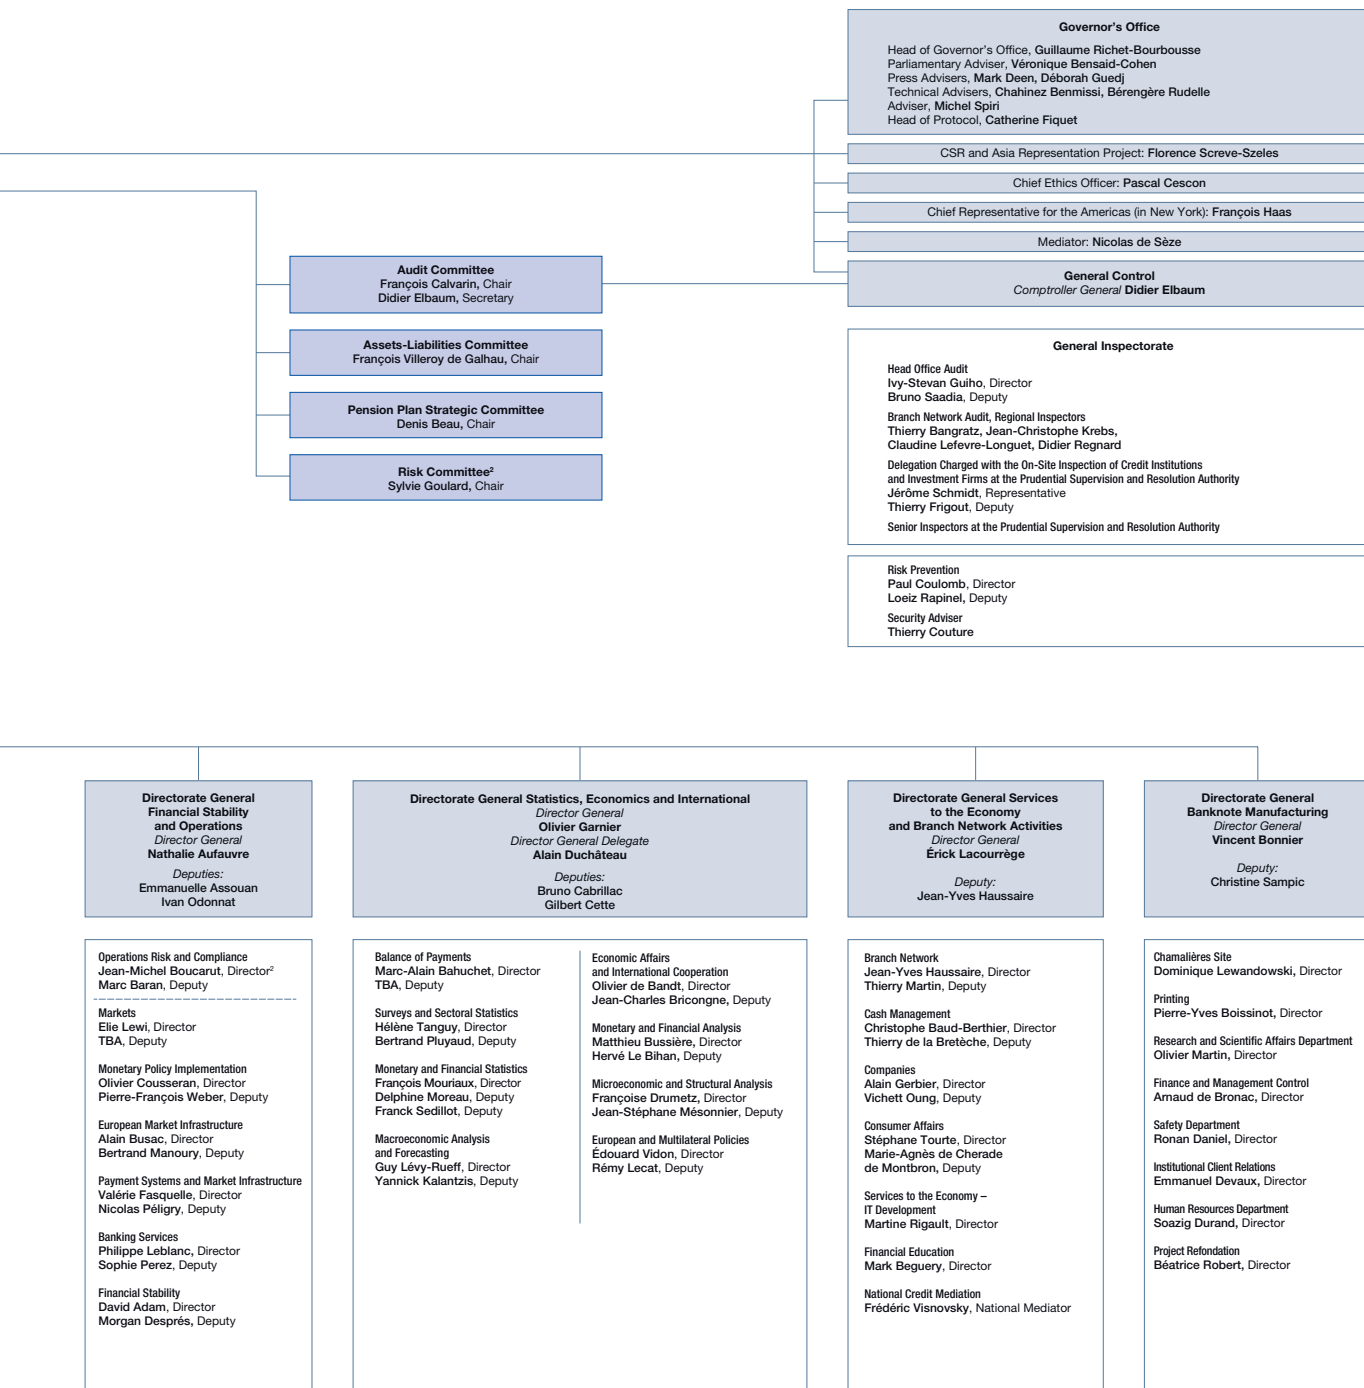 Governor's Office
Head of Governor's Office, Guillaume Richet-Bourbousse
Parliamentary Adviser, Véronique Bensaid-Cohen
Press Advisers, Mark Deen, Déborah Guedj
Technical Advisers, Chahinez Benmissi, Bérengère Rudelle
Adviser, Michel Spiri
Head of Protocol, Catherine Fiquet
CSR and Asia Representation Project: Florence Screve-Szeles
Chief Ethics Officer: Pascal Cescon
Chief Representative for the Americas (in New York): François Haas
Mediator: Nicolas de Sèze
General Control
Comptroller General Didier Elbaum
Audit Committee
François Calvarin, Chair
Didier Elbaum, Secretary
Assets-Liabilities Committee
François Villeroy de Galhau, Chair
Pension Plan Strategic Committee
Denis Beau, Chair
Risk Committee²
Sylvie Goulard, Chair
General Inspectorate
Head Office Audit
Ivy-Stevan Guiho, Director
Bruno Saadia, Deputy
Branch Network Audit, Regional Inspectors
Thierry Bangratz, Jean-Christophe Krebs,
Claudine Lefevre-Longuet, Didier Regnard
Delegation Charged with the On-Site Inspection of Credit Institutions
and Investment Firms at the Prudential Supervision and Resolution Authority
Jérôme Schmidt, Representative
Thierry Frigout, Deputy
Senior Inspectors at the Prudential Supervision and Resolution Authority
Risk Prevention
Paul Coulomb, Director
Loeiz Rapinel, Deputy
Security Adviser
Thierry Couture
Directorate General
Financial Stability
and Operations
Director General
Nathalie Aufauvre
Deputies:
Emmanuelle Assouan
Ivan Odonnat
Operations Risk and Compliance
Jean-Michel Boucarut, Director²
Marc Baran, Deputy
Markets
Elie Lewi, Director
TBA, Deputy
Monetary Policy Implementation
Olivier Cousseran, Director
Pierre-François Weber, Deputy
European Market Infrastructure
Alain Busac, Director
Bertrand Manoury, Deputy
Payment Systems and Market Infrastructure
Valérie Fasquelle, Director
Nicolas Péligry, Deputy
Banking Services
Philippe Leblanc, Director
Sophie Perez, Deputy
Financial Stability
David Adam, Director
Morgan Després, Deputy
Directorate General Statistics, Economics and International
Director General
Olivier Garnier
Director General Delegate
Alain Duchâteau
Deputies:
Bruno Cabrillac
Gilbert Cette
Balance of Payments
Marc-Alain Bahuchet, Director
TBA, Deputy
Surveys and Sectoral Statistics
Hélène Tanguy, Director
Bertrand Pluyaud, Deputy
Monetary and Financial Statistics
François Mouriaux, Director
Delphine Moreau, Deputy
Franck Sedillot, Deputy
Macroeconomic Analysis
and Forecasting
Guy Lévy-Rueff, Director
Yannick Kalantzis, Deputy
Economic Affairs
and International Cooperation
Olivier de Bandt, Director
Jean-Charles Bricongne, Deputy
Monetary and Financial Analysis
Matthieu Bussière, Director
Hervé Le Bihan, Deputy
Microeconomic and Structural Analysis
Françoise Drumetz, Director
Jean-Stéphane Mésonnier, Deputy
European and Multilateral Policies
Édouard Vidon, Director
Rémy Lecat, Deputy
Directorate General Services
to the Economy
and Branch Network Activities
Director General
Érick Lacourrège
Deputy:
Jean-Yves Haussaire
Branch Network
Jean-Yves Haussaire, Director
Thierry Martin, Deputy
Cash Management
Christophe Baud-Berthier, Director
Thierry de la Bretèche, Deputy
Companies
Alain Gerbier, Director
Vichett Oung, Deputy
Consumer Affairs
Stéphane Tourte, Director
Marie-Agnès de Cherade
de Montbron, Deputy
Services to the Economy –
IT Development
Martine Rigault, Director
Financial Education
Mark Beguery, Director
National Credit Mediation
Frédéric Visnovsky, National Mediator
Directorate General
Banknote Manufacturing
Director General
Vincent Bonnier
Deputy:
Christine Sampic
Chamalières Site
Dominique Lewandowski, Director
Printing
Pierre-Yves Boissinot, Director
Research and Scientific Affairs Department
Olivier Martin, Director
Finance and Management Control
Arnaud de Bronac, Director
Safety Department
Ronan Daniel, Director
Institutional Client Relations
Emmanuel Devaux, Director
Human Resources Department
Soazig Durand, Director
Project Refondation
Béatrice Robert, Director